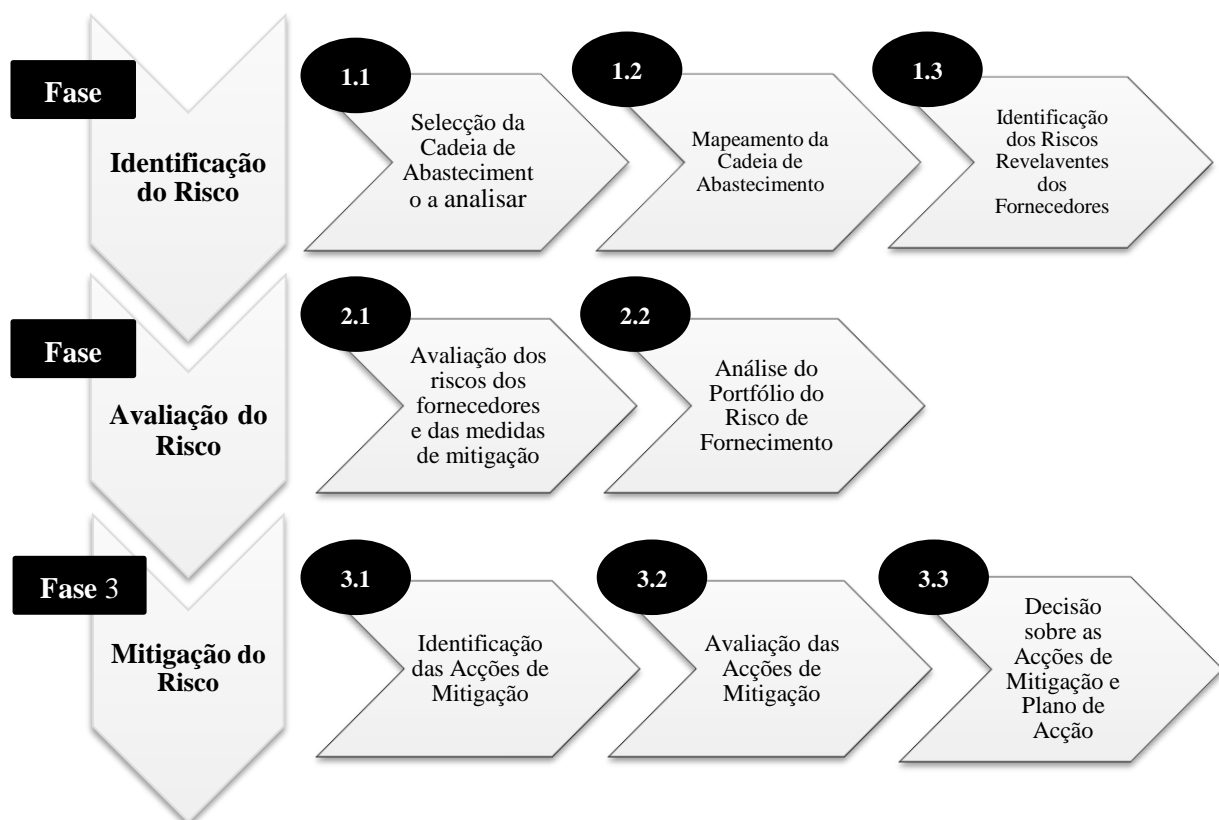 Fase
Identificação
do Risco
1.1
Selecção da
Cadeia de
Abasteciment
o a analisar
1.2
Mapeamento da
Cadeia de
Abastecimento
1.3
Identificação
dos Riscos
Revelaventes
dos
Fornecedores
Fase
Avaliação do
Risco
2.1
Avaliação dos
riscos dos
fornecedores
e das medidas
de mitigação
2.2
Análise do
Portfólio do
Risco de
Fornecimento
Fase 3
Mitigação do
Risco
3.1
Identificação
das Acções de
Mitigação
3.2
Avaliação das
Acções de
Mitigação
3.3
Decisão
sobre as
Acções de
Mitigação e
Plano de
Acção